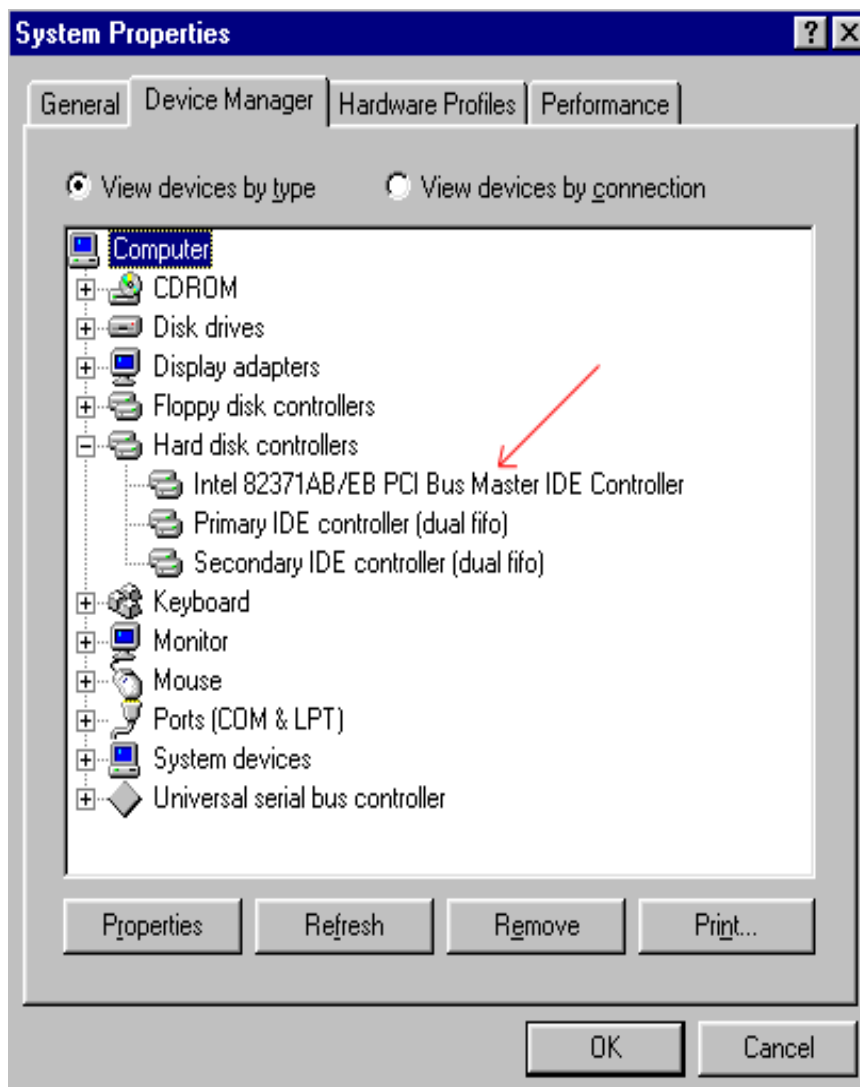 System Properties
General Device Manager Hardware Profiles Performance
View devices by type View devices by connection
Computer
CDROM
Disk drives
Display adapters
Floppy disk controllers
Hard disk controllers
Intel 82371AB/EB PCI Bus Master IDE Controller
Primary IDE controller (dual fifo)
Secondary IDE controller (dual fifo)
Keyboard
Monitor
Mouse
Ports (COM & LPT)
System devices
Universal serial bus controller
Properties Refresh Remove Print...
OK Cancel